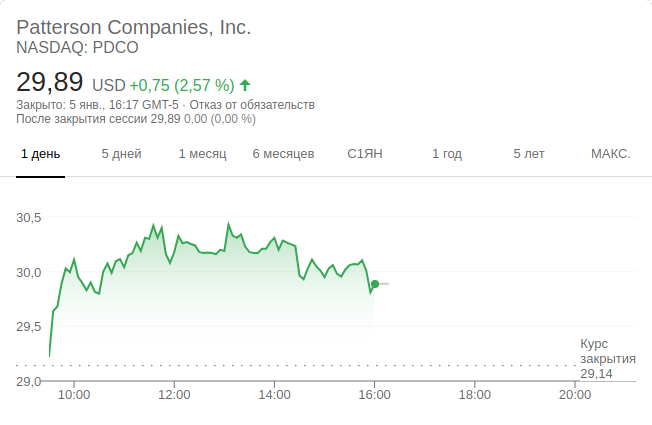 Patterson Companies, Inc.
NASDAQ: PDCO
29,89 USD +0,75 (2,57 %)
Закрыто: 5 янв., 16:17 GMT-5 · Отказ от обязательств
После закрытия сессии 29,89 0,00 (0,00 %)
1 день 5 дней 1 месяц 6 месяцев С1ЯН 1 год 5 лет МАКС.
30,5
30,0
29,5
Курс
закрытия
29,14
29,0
10:00 12:00 14:00 16:00 18:00 20:00